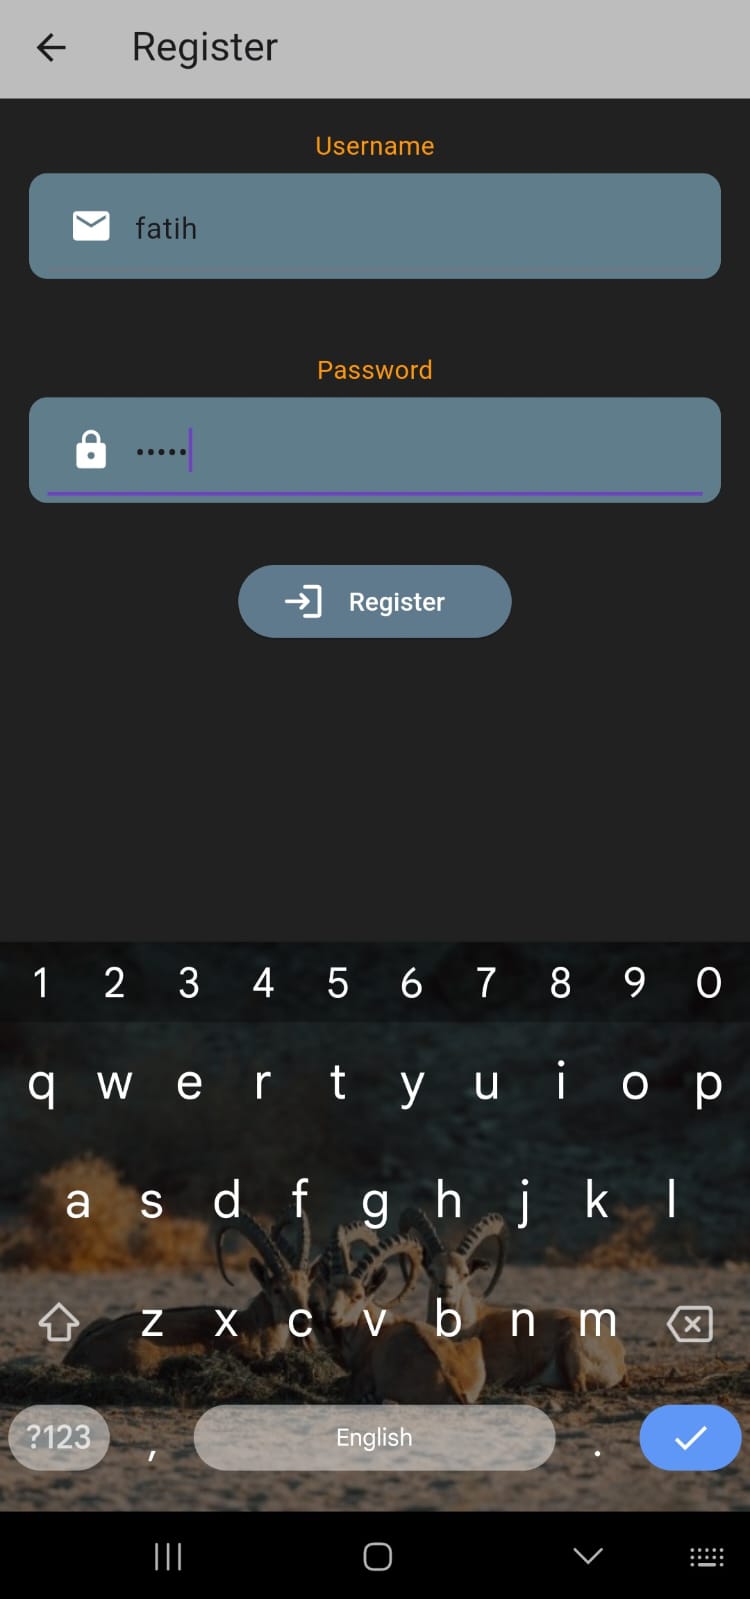 Register
Username
fatih
Password
•••••
Register
1 2 3 4 5 6 7 8 9 0
q w e r t y u i o p
a s d f g h j k l
z x c v b n m
?123 , English .